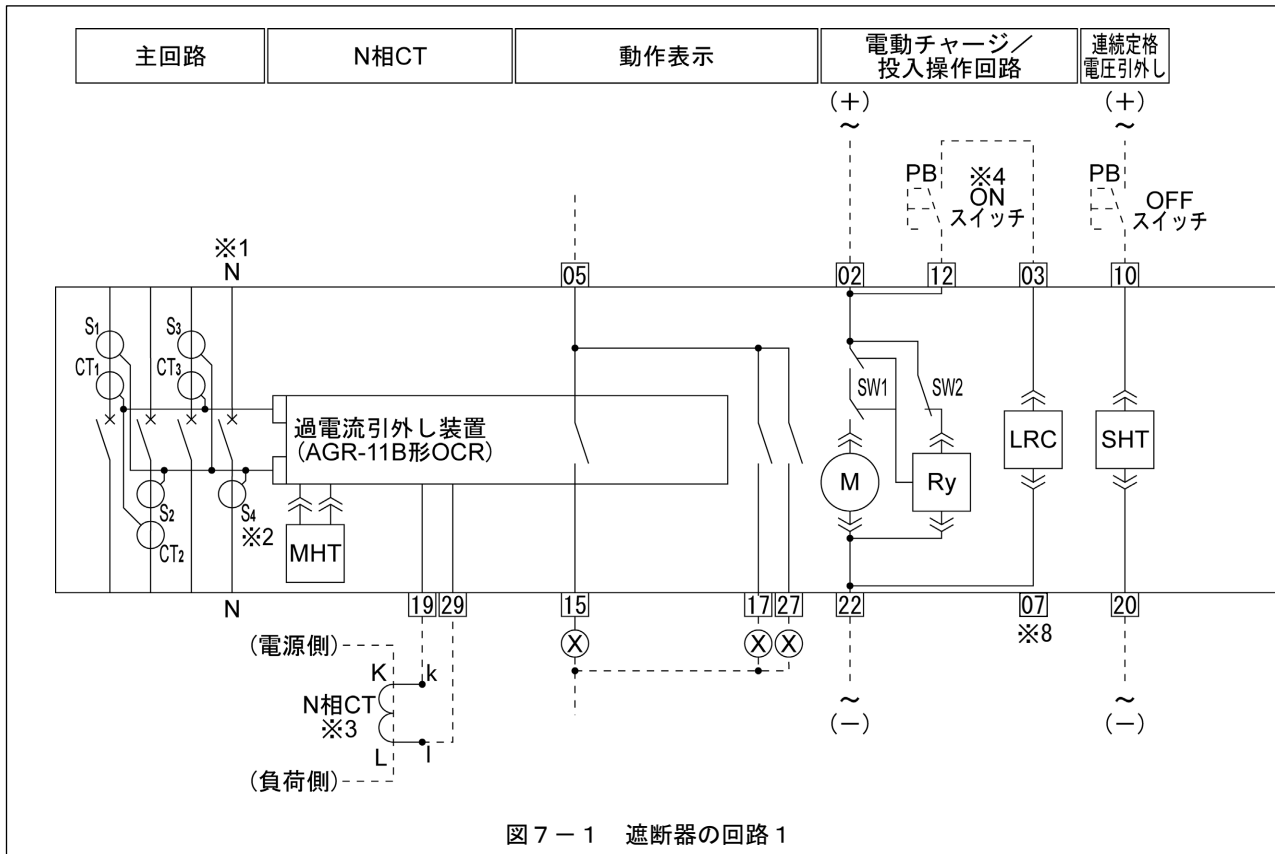 主回路
N相CT
動作表示
電動チャージ/
投入操作回路
連続定格
電圧引外し
(+)
~
(+)
~
PB
※4
ON
スイッチ
PB
OFF
スイッチ
※1
N
05
02
12
03
10
S1
CT1
S3
CT3
S2
CT2
S4
※2
過電流引外し装置
(AGR-11B形OCR)
MHT
SW1
SW2
M
Ry
LRC
SHT
N
19
29
15
17
27
22
07
※8
20
X
X
X
(電源側)
K
k
N相CT
※3
L
l
(負荷側)
~
(−)
~
(−)
図7-1 遮断器の回路1